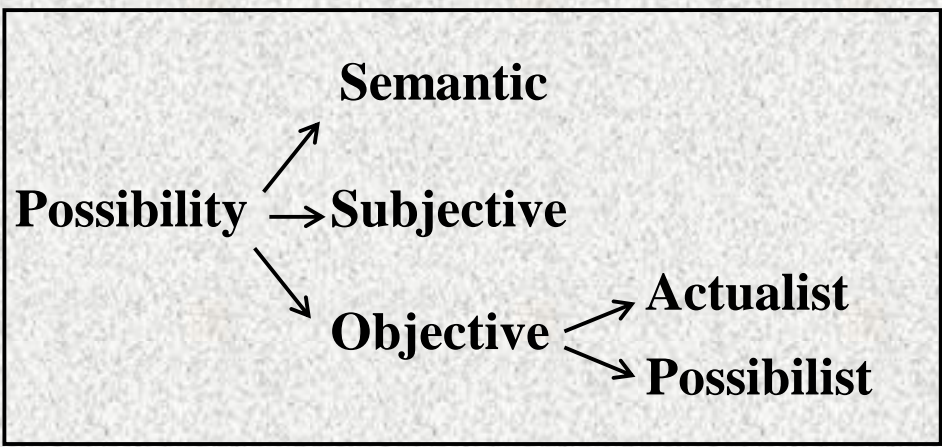 Semantic
Possibility
Subjective
Objective
Actualist
Possibilist